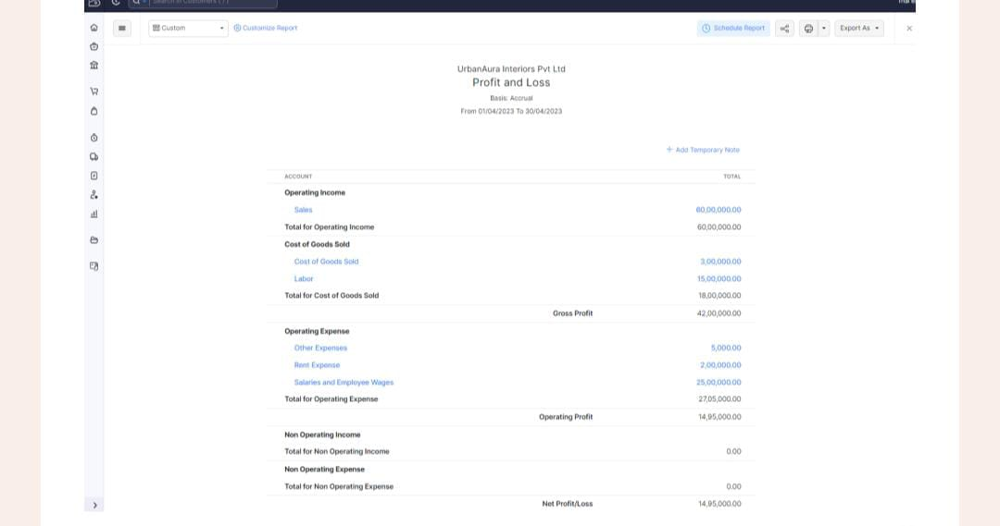 Search in Customers ( / )
Custom
Customize Report
Schedule Report
Export As
UrbanAura Interiors Pvt Ltd
Profit and Loss
Basis: Accrual
From 01/04/2023 To 30/04/2023
+ Add Temporary Note
ACCOUNT TOTAL
Operating Income
Sales 60,00,000.00
Total for Operating Income 60,00,000.00
Cost of Goods Sold
Cost of Goods Sold 3,00,000.00
Labor 15,00,000.00
Total for Cost of Goods Sold 18,00,000.00
Gross Profit 42,00,000.00
Operating Expense
Other Expenses 5,000.00
Rent Expense 2,00,000.00
Salaries and Employee Wages 25,00,000.00
Total for Operating Expense 27,05,000.00
Operating Profit 14,95,000.00
Non Operating Income
Total for Non Operating Income 0.00
Non Operating Expense
Total for Non Operating Expense 0.00
Net Profit/Loss 14,95,000.00